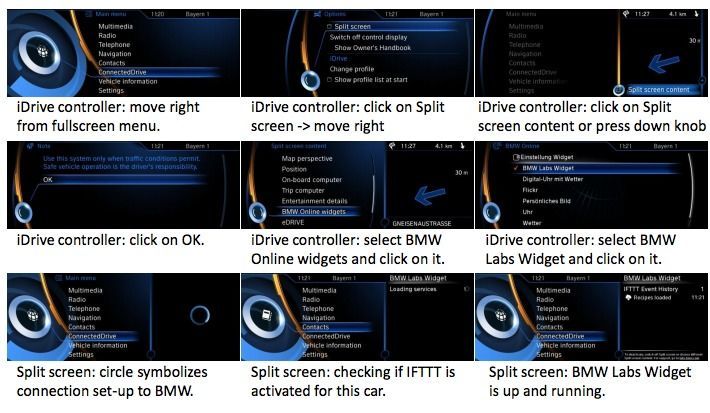 Main menu 11:20 Bayern 1
Multimedia
Radio
Telephone
Navigation
Contacts
ConnectedDrive
Vehicle information
Settings
iDrive controller: move right
from fullscreen menu.
Options 11:21 Bayern 1
Split screen
Switch off control display
Show Owner's Handbook
iDrive
Change profile
Show profile list at start
iDrive controller: click on Split
screen -> move right
Main menu 11:27 4.1 km
Multimedia
Radio
Telephone
Navigation
Contacts
ConnectedDrive
Vehicle information
Settings
30 m
Split screen content
iDrive controller: click on Split
screen content or press down knob
Note 11:21 Bayern 1
Use this system only when traffic conditions permit.
Safe vehicle operation is the driver's responsibility.
OK
iDrive controller: click on OK.
Split screen content 11:27 4.1 km
Map perspective
Position
On-board computer
Trip computer
Entertainment details
BMW Online widgets
eDRIVE
30 m
GNEISENAUSTRASSE
iDrive controller: select BMW
Online widgets and click on it.
BMW Online 11:21 Bayern 1
Einstellung Widget
BMW Labs Widget
Digital-Uhr mit Wetter
Flickr
Persönliches Bild
Uhr
Wetter
iDrive controller: select BMW
Labs Widget and click on it.
Main menu 11:21 Bayern 1
Multimedia
Radio
Telephone
Navigation
Contacts
ConnectedDrive
Vehicle information
Settings
Split screen: circle symbolizes
connection set-up to BMW.
11:21 Bayern 1
Multimedia
Radio
Telephone
Navigation
Contacts
ConnectedDrive
Vehicle information
Settings
BMW Labs Widget
Loading services
Split screen: checking if IFTTT is
activated for this car.
11:21 Bayern 1
Multimedia
Radio
Telephone
Navigation
Contacts
ConnectedDrive
Vehicle information
Settings
BMW Labs Widget
IFTTT Event History 1
Recipes loaded 11:21
Split screen: BMW Labs Widget
is up and running.